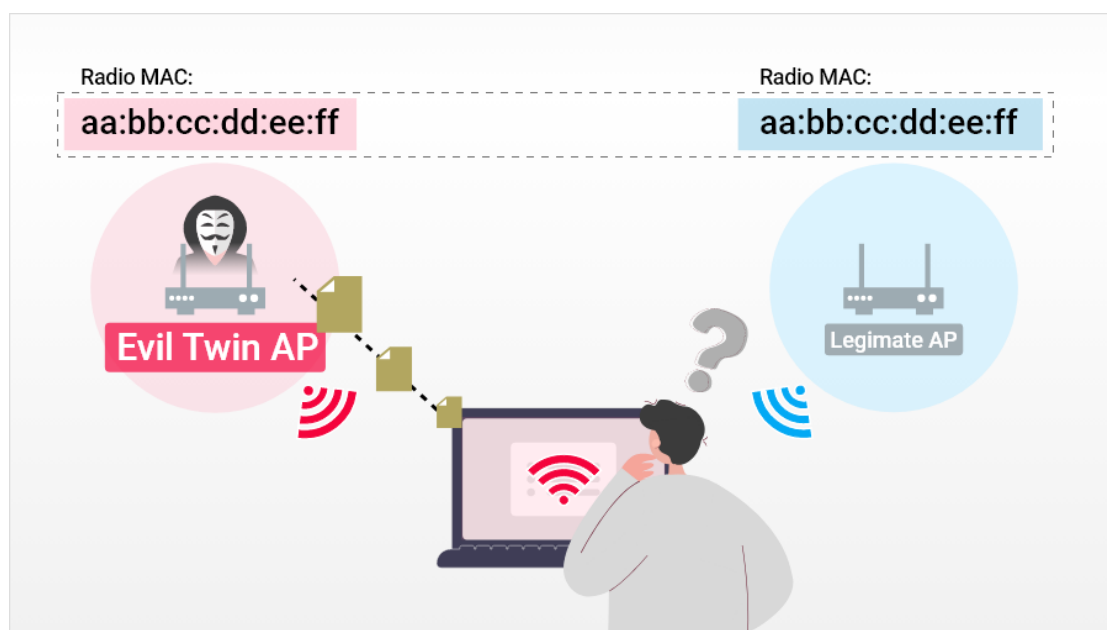 Radio MAC:
Radio MAC:
aa:bb:cc:dd:ee:ff
aa:bb:cc:dd:ee:ff
Evil Twin AP
Legimate AP